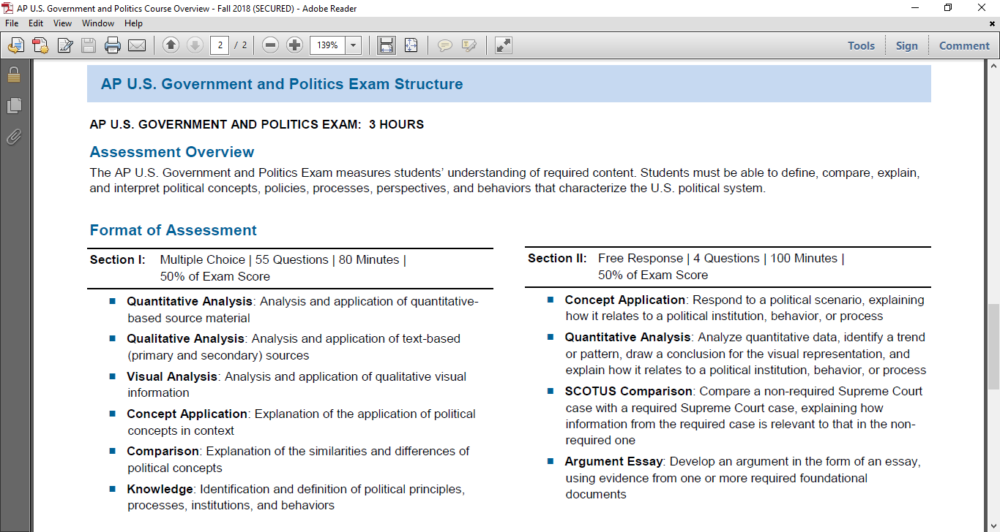 AP U.S. Government and Politics Course Overview - Fall 2018 (SECURED) - Adobe Reader
File Edit View Window Help
2 / 2 139% Tools Sign Comment
AP U.S. Government and Politics Exam Structure
AP U.S. GOVERNMENT AND POLITICS EXAM: 3 HOURS
Assessment Overview
The AP U.S. Government and Politics Exam measures students' understanding of required content. Students must be able to define, compare, explain,
and interpret political concepts, policies, processes, perspectives, and behaviors that characterize the U.S. political system.
Format of Assessment
Section I: Multiple Choice | 55 Questions | 80 Minutes |
50% of Exam Score
■ Quantitative Analysis: Analysis and application of quantitative-
based source material
■ Qualitative Analysis: Analysis and application of text-based
(primary and secondary) sources
■ Visual Analysis: Analysis and application of qualitative visual
information
■ Concept Application: Explanation of the application of political
concepts in context
■ Comparison: Explanation of the similarities and differences of
political concepts
■ Knowledge: Identification and definition of political principles,
processes, institutions, and behaviors
Section II: Free Response | 4 Questions | 100 Minutes |
50% of Exam Score
■ Concept Application: Respond to a political scenario, explaining
how it relates to a political institution, behavior, or process
■ Quantitative Analysis: Analyze quantitative data, identify a trend
or pattern, draw a conclusion for the visual representation, and
explain how it relates to a political institution, behavior, or process
■ SCOTUS Comparison: Compare a non-required Supreme Court
case with a required Supreme Court case, explaining how
information from the required case is relevant to that in the non-
required one
■ Argument Essay: Develop an argument in the form of an essay,
using evidence from one or more required foundational
documents